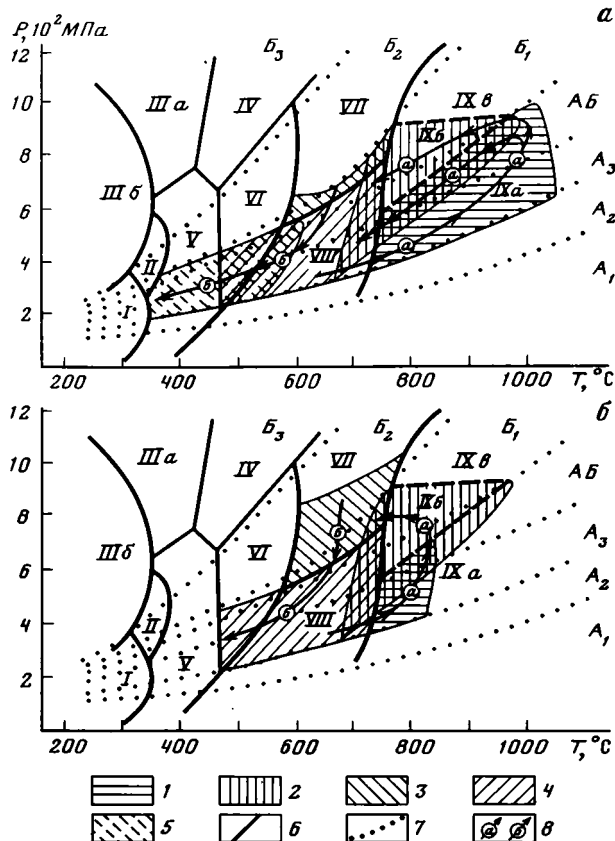 P, 10² МПа
а
Б₃ Б₂ Б₁
12
III а IV VII IX в АБ
10
IX б а
8
III б VI а IX а А₃
6
V А₂
II а
4
б VIII А₁
б
I
2
200 400 600 800 1000 T, °C
12
б
Б₃ Б₂ Б₁
III а IV VII IX в АБ
10
IX б
8
III б VI б а А₃
6
IX а А₂
II а
4
V б VIII А₁
I
2
200 400 600 800 1000 T, °C
1 2 3 4
5 6 7 а б 8